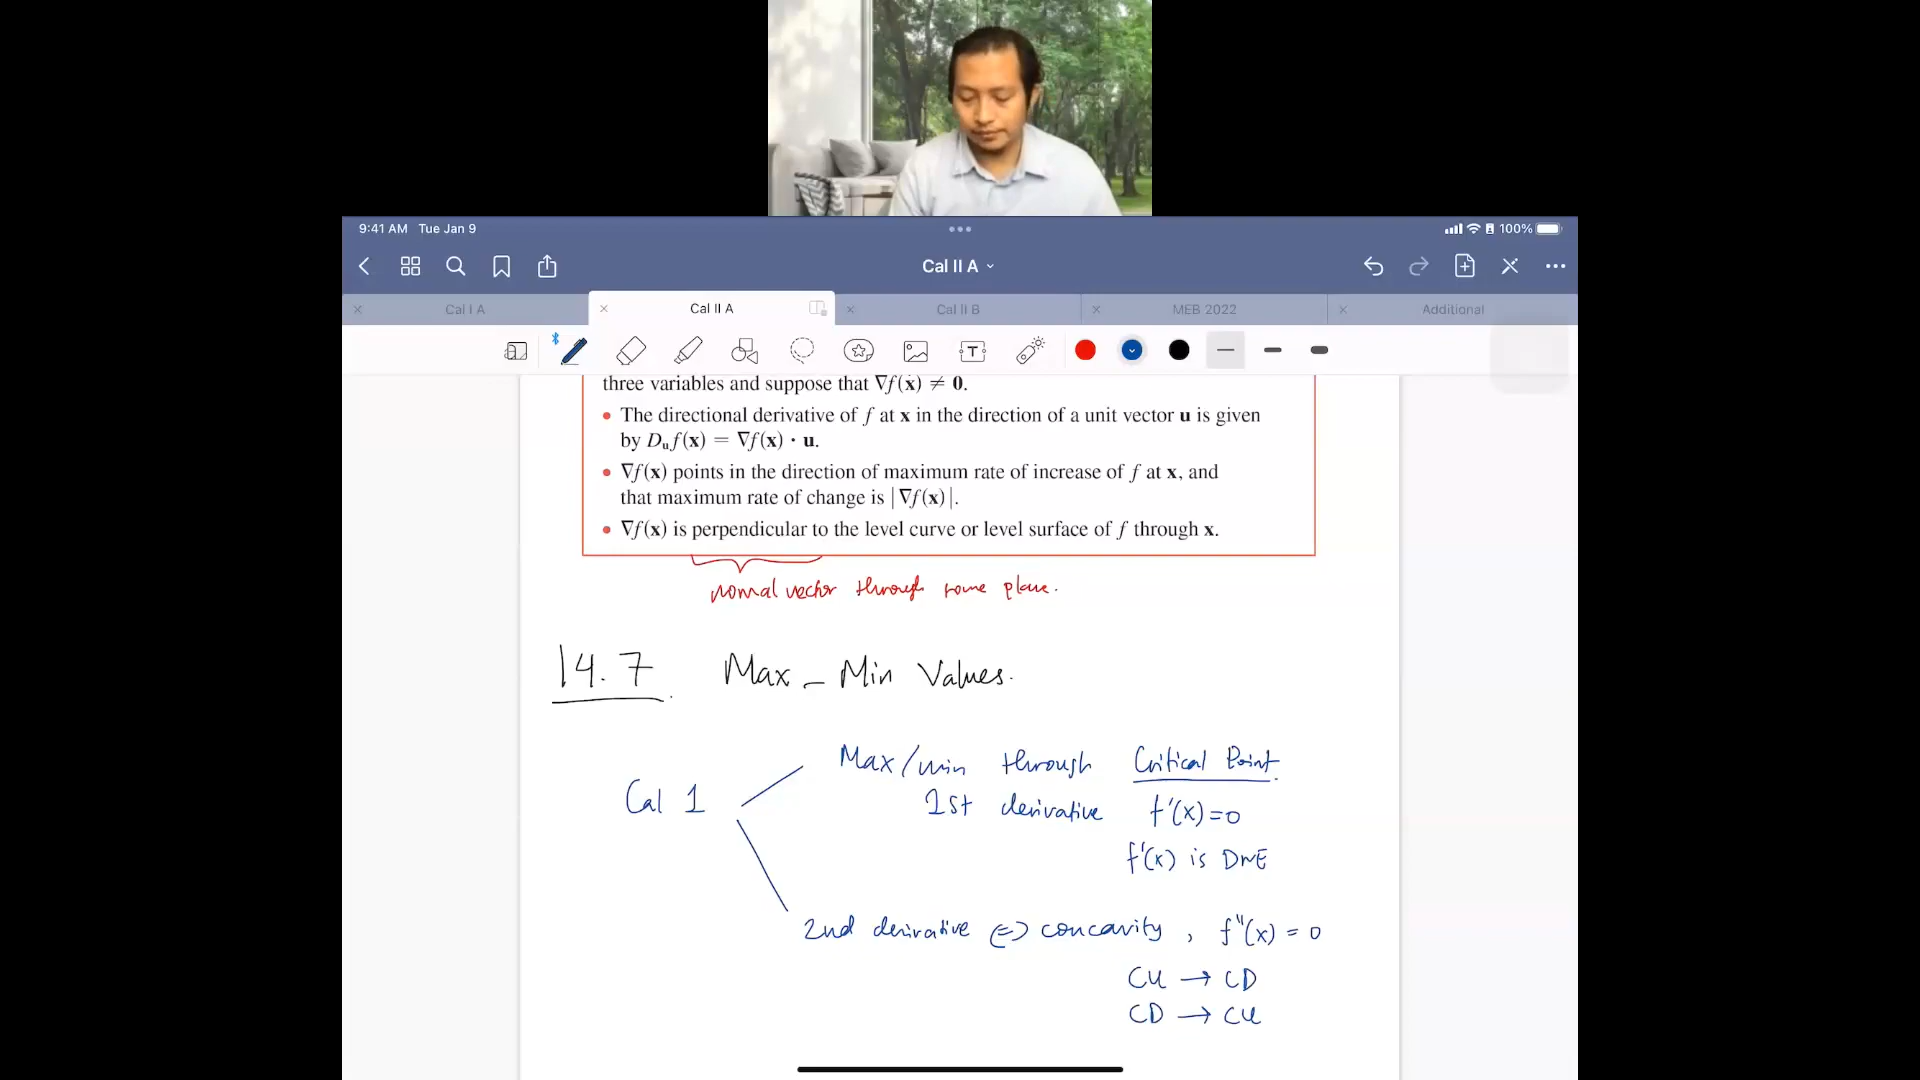 9:41 AM Tue Jan 9
100%
Cal II A
Cal I A
Cal II A
Cal II B
MEB 2022
Additional
T
three variables and suppose that ∇f(x) ≠ 0.
• The directional derivative of f at x in the direction of a unit vector u is given
by Duf(x) = ∇f(x) · u.
• ∇f(x) points in the direction of maximum rate of increase of f at x, and
that maximum rate of change is |∇f(x)|.
• ∇f(x) is perpendicular to the level curve or level surface of f through x.
normal vector through some plane.
14.7 Max - Min Values.
Max/min through Critical Point.
Cal 1
1st derivative f'(x)=0
f'(x) is DNE
2nd derivative ⇔ concavity, f"(x) = 0
CU → CD
CD → CU